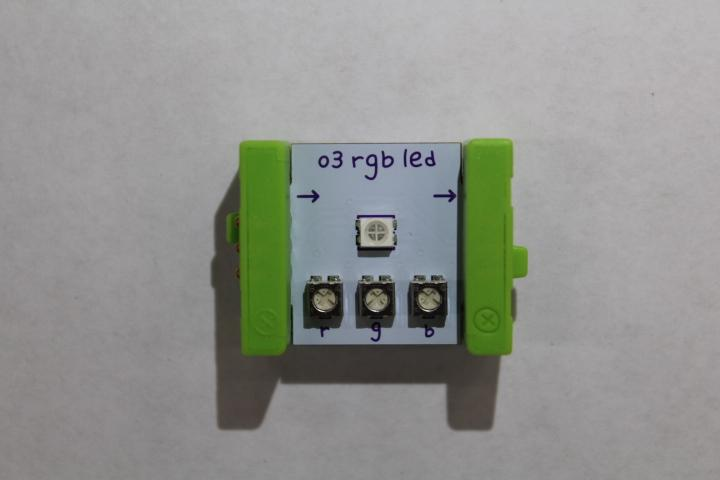 o3 rgb led
→ →
r g b